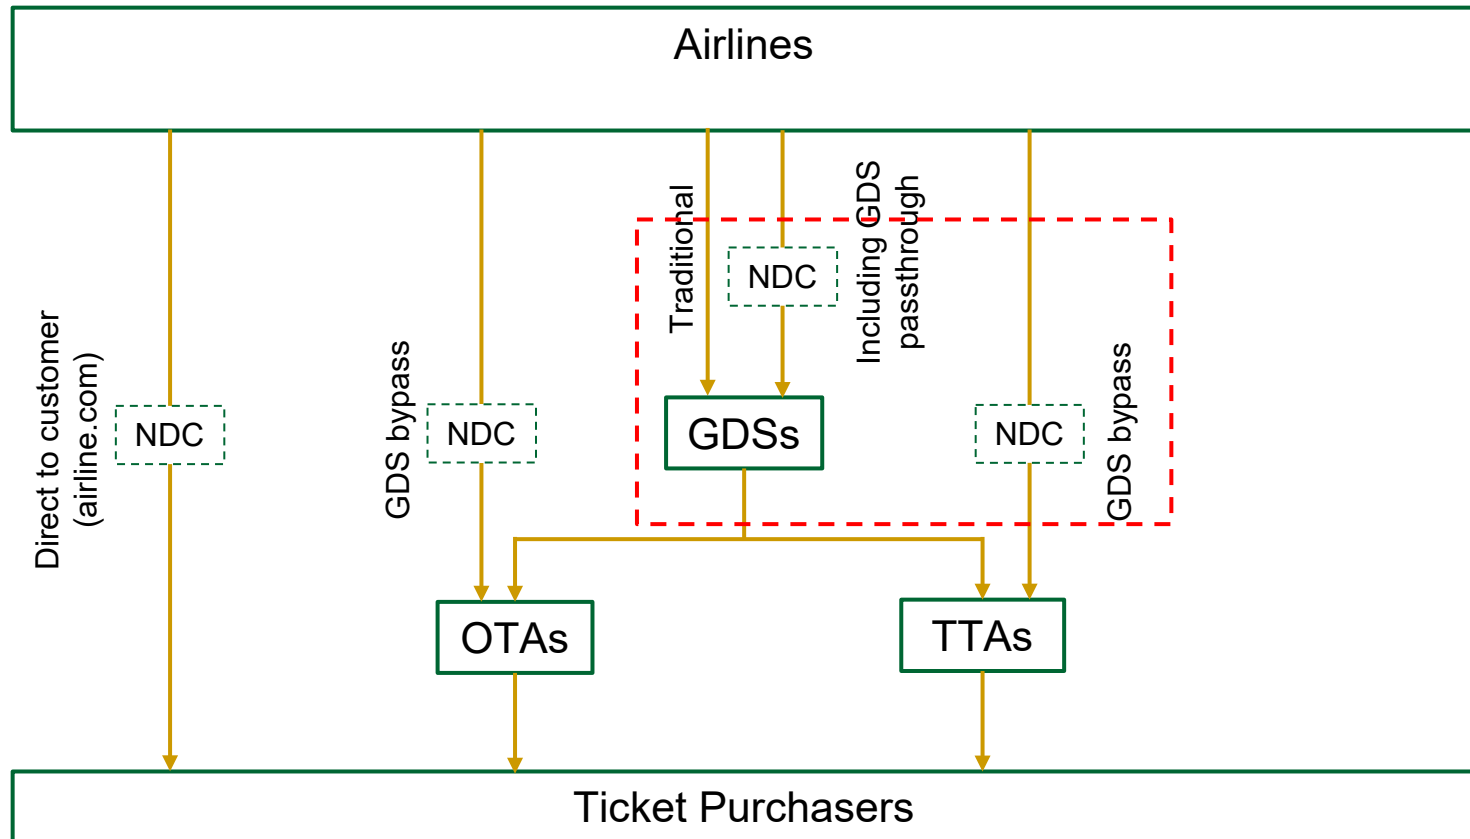 Airlines
Traditional
Including GDS
passthrough
NDC
Direct to customer
(airline.com)
NDC
GDS bypass
NDC
GDSs
NDC
GDS bypass
OTAs
TTAs
Ticket Purchasers